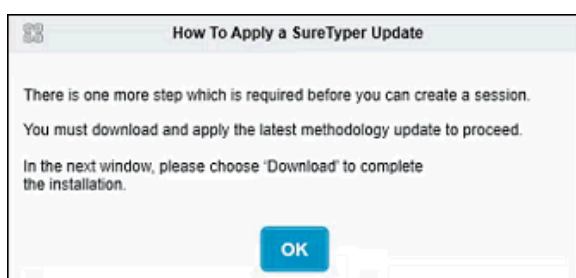 How To Apply a SureTyper Update
There is one more step which is required before you can create a session.
You must download and apply the latest methodology update to proceed.
In the next window, please choose 'Download' to complete
the installation.
OK